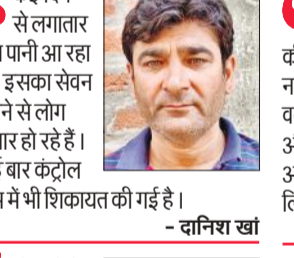 से लगातार
पानी आ रहा
इसका सेवन
ने से लोग
ार हो रहे हैं।
बार कंट्रोल
में भी शिकायत की गई है।
- दानिश खां